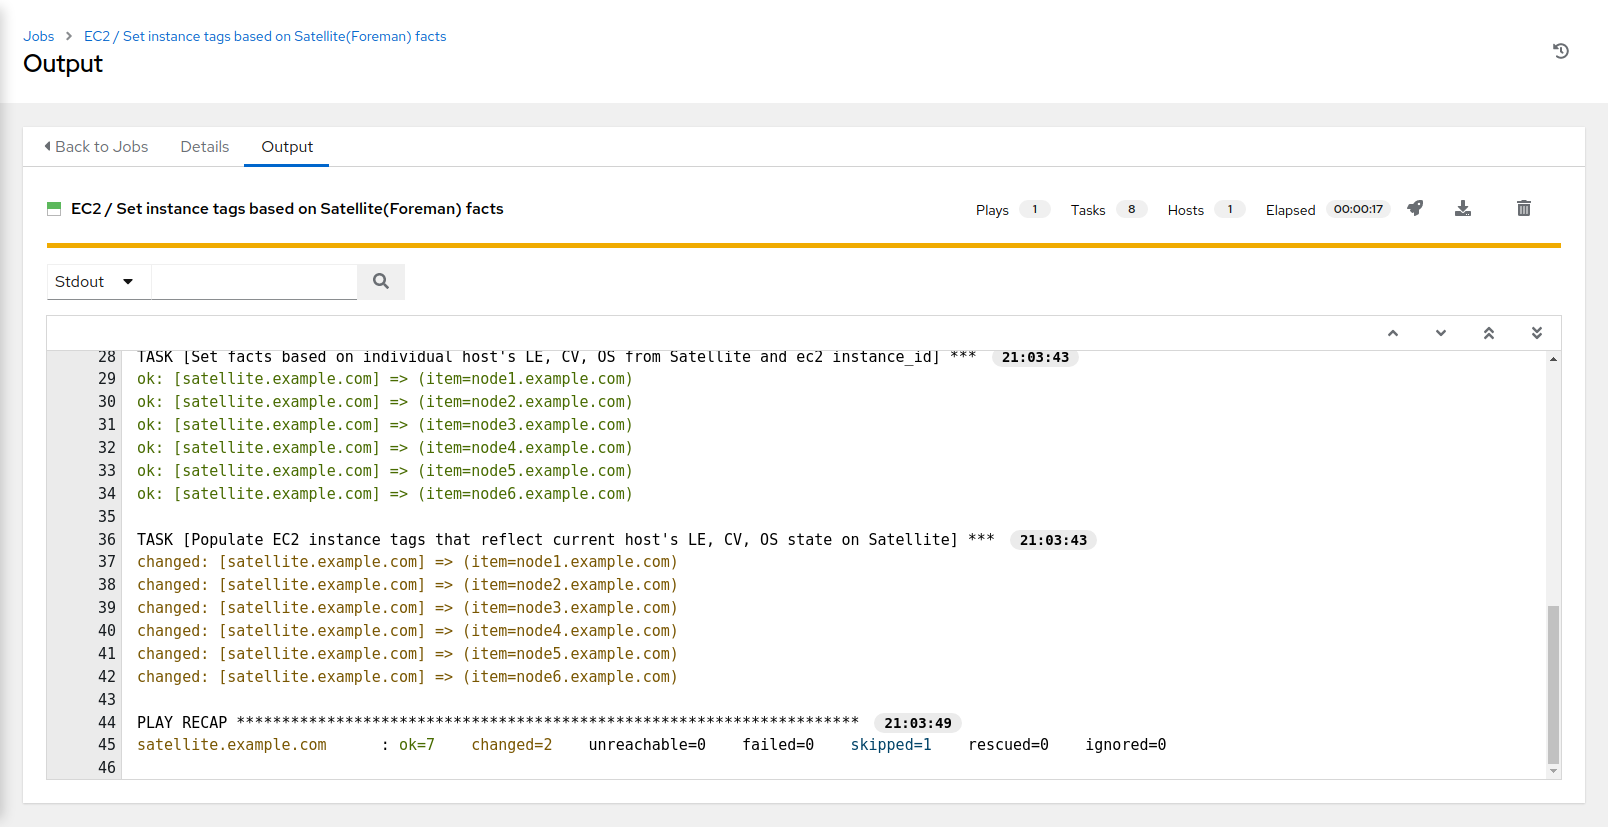 Jobs > EC2 / Set instance tags based on Satellite(Foreman) facts
Output
Back to Jobs Details Output
EC2 / Set instance tags based on Satellite(Foreman) facts Plays 1 Tasks 8 Hosts 1 Elapsed 00:00:17
Stdout
28 TASK [Set facts based on individual host's LE, CV, OS from Satellite and ec2 instance_id] *** 21:03:43
29 ok: [satellite.example.com] => (item=node1.example.com)
30 ok: [satellite.example.com] => (item=node2.example.com)
31 ok: [satellite.example.com] => (item=node3.example.com)
32 ok: [satellite.example.com] => (item=node4.example.com)
33 ok: [satellite.example.com] => (item=node5.example.com)
34 ok: [satellite.example.com] => (item=node6.example.com)
35
36 TASK [Populate EC2 instance tags that reflect current host's LE, CV, OS state on Satellite] *** 21:03:43
37 changed: [satellite.example.com] => (item=node1.example.com)
38 changed: [satellite.example.com] => (item=node2.example.com)
39 changed: [satellite.example.com] => (item=node3.example.com)
40 changed: [satellite.example.com] => (item=node4.example.com)
41 changed: [satellite.example.com] => (item=node5.example.com)
42 changed: [satellite.example.com] => (item=node6.example.com)
43
44 PLAY RECAP ********************************************************************* 21:03:49
45 satellite.example.com : ok=7 changed=2 unreachable=0 failed=0 skipped=1 rescued=0 ignored=0
46